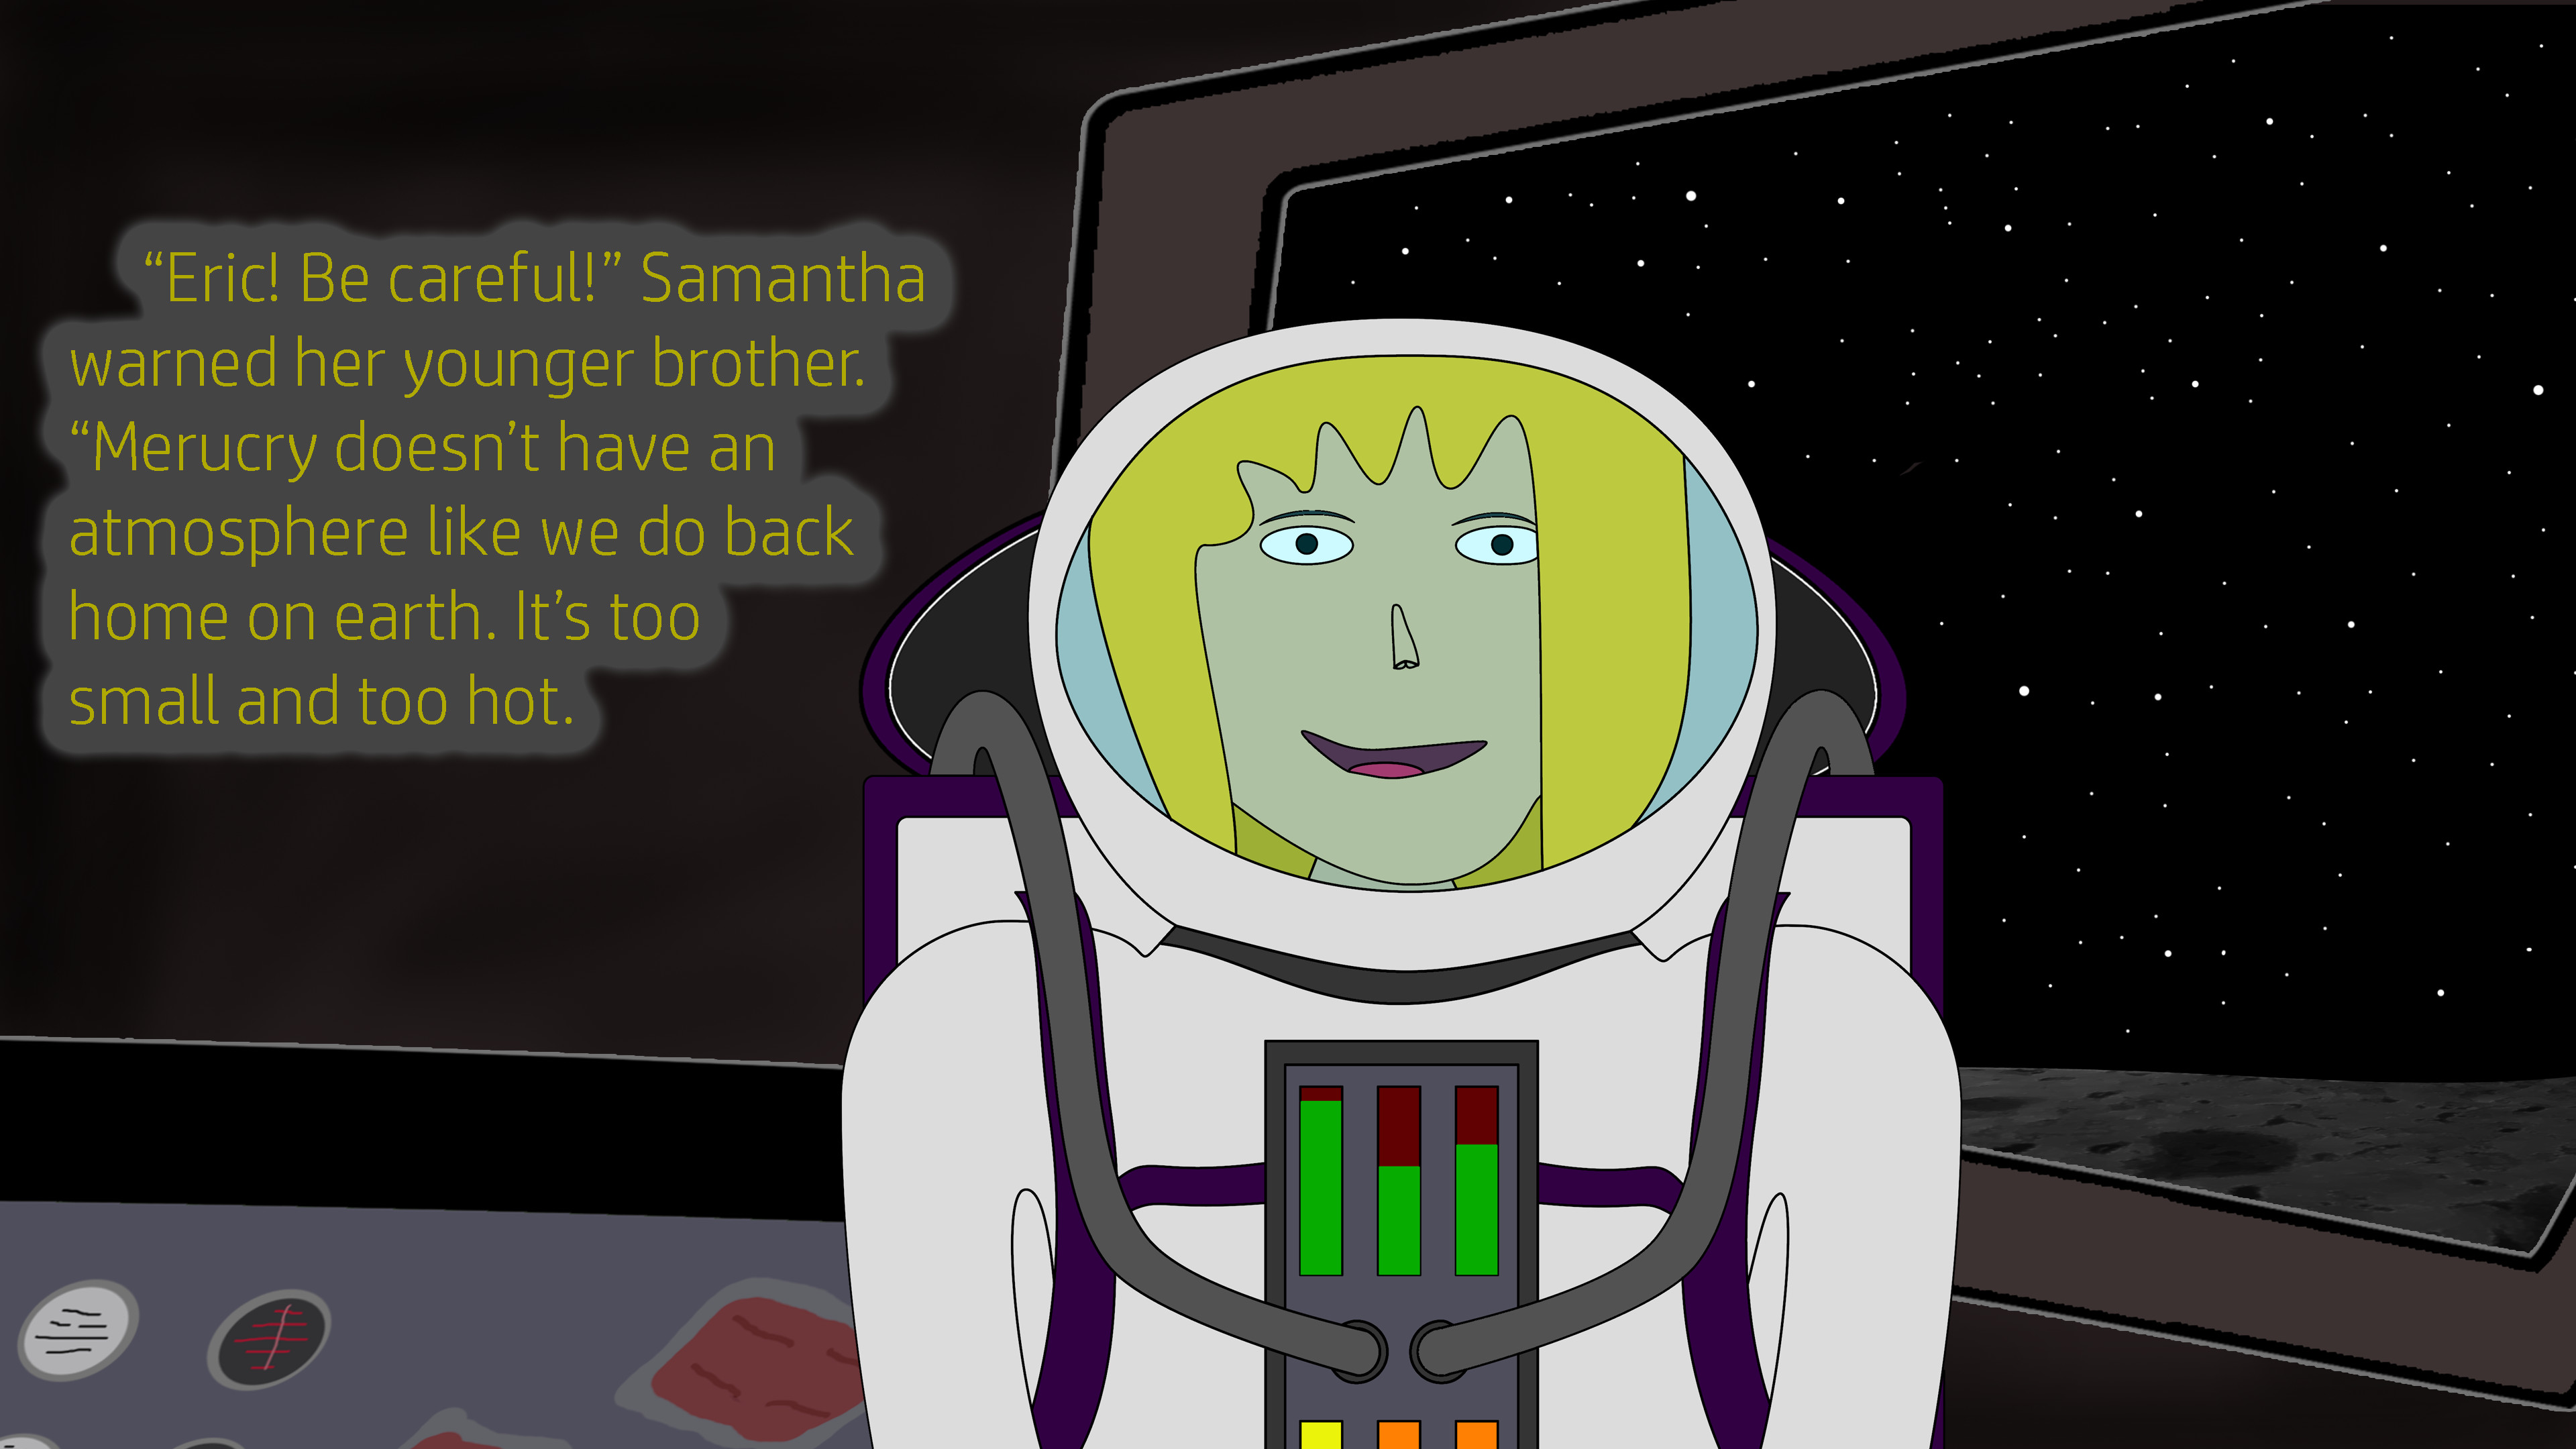 “Eric! Be careful!” Samantha
warned her younger brother.
“Merucry doesn’t have an
atmosphere like we do back
home on earth. It’s too
small and too hot.